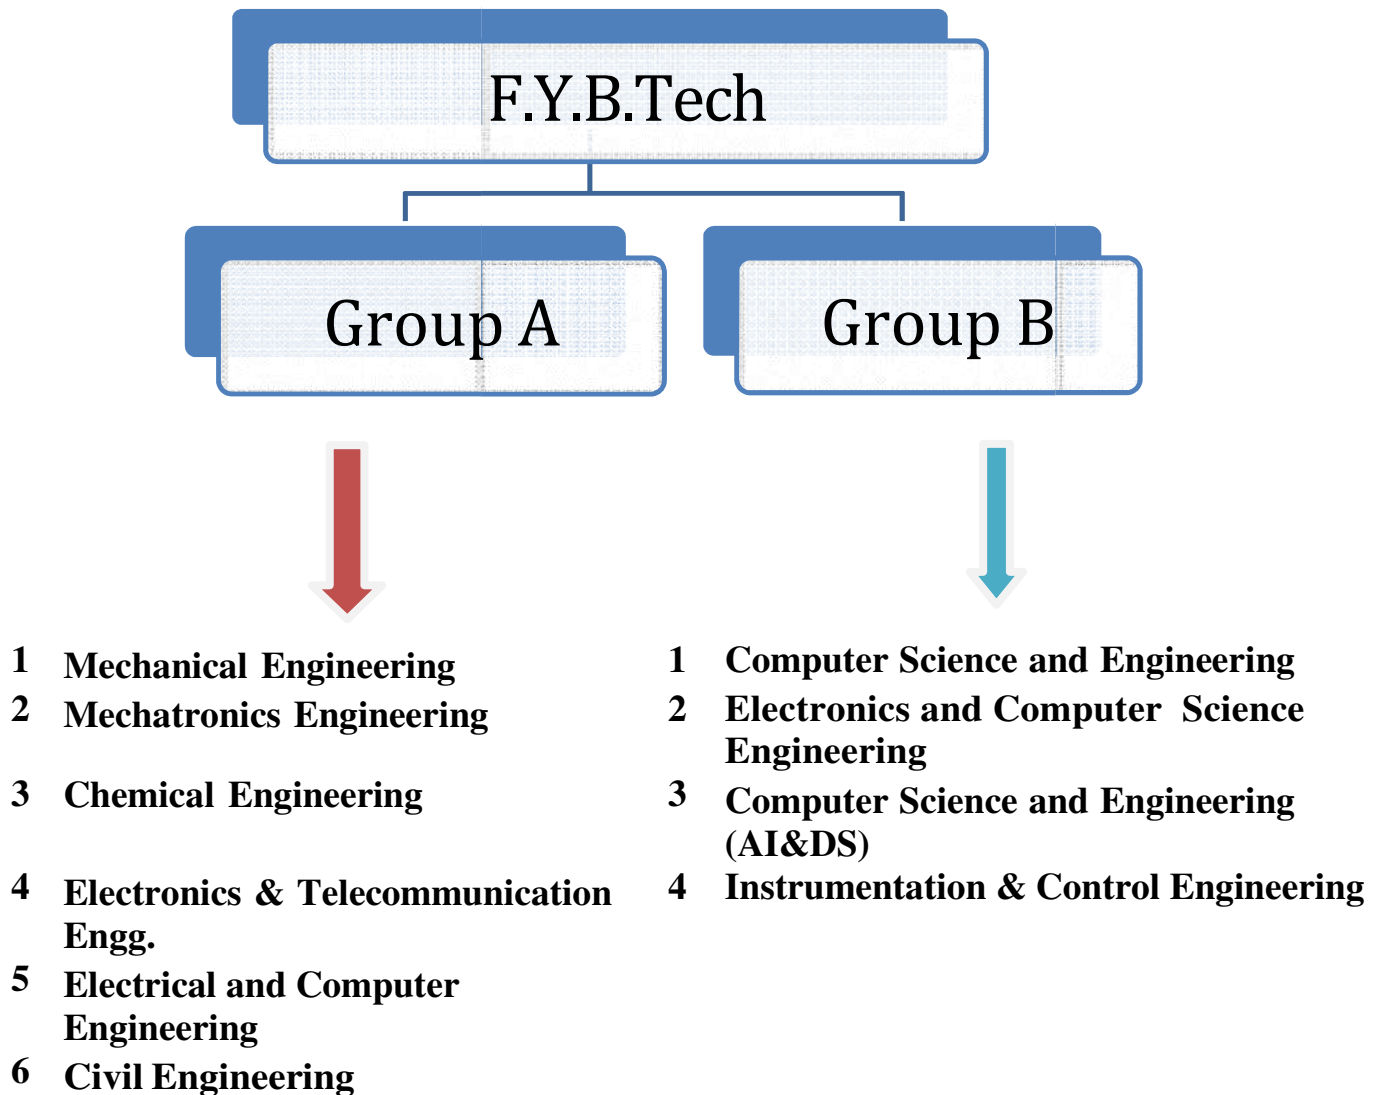 F.Y.B.Tech
Group A
Group B
1 Mechanical Engineering
2 Mechatronics Engineering
3 Chemical Engineering
4 Electronics & Telecommunication
Engg.
5 Electrical and Computer
Engineering
6 Civil Engineering
1 Computer Science and Engineering
2 Electronics and Computer Science
Engineering
3 Computer Science and Engineering
(AI&DS)
4 Instrumentation & Control Engineering